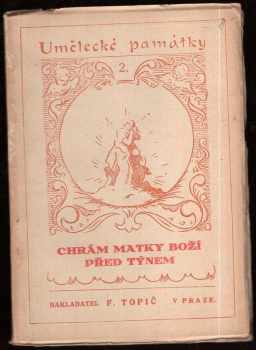 Umělecké památky
2.
CHRÁM MATKY BOŽÍ
PŘED TÝNEM
NAKLADATEL F. TOPIČ V PRAZE.